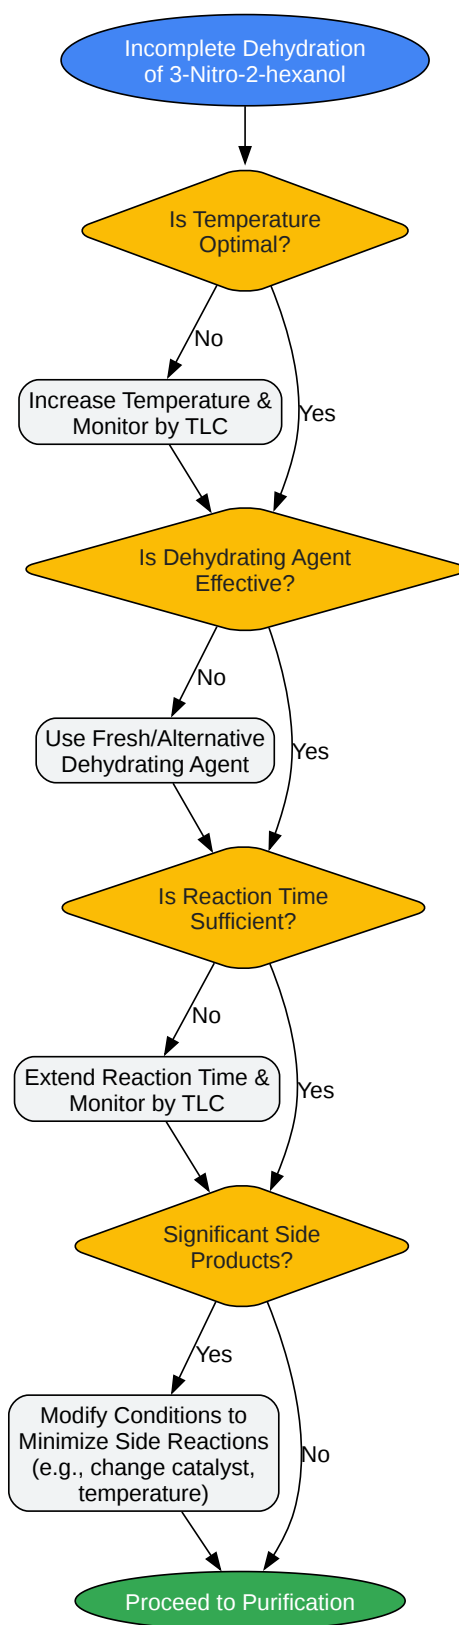 Incomplete Dehydration
of 3-Nitro-2-hexanol
Is Temperature
Optimal?
No
Increase Temperature &
Monitor by TLC
Yes
Is Dehydrating Agent
Effective?
No
Use Fresh/Alternative
Dehydrating Agent
Yes
Is Reaction Time
Sufficient?
No
Extend Reaction Time &
Monitor by TLC
Yes
Significant Side
Products?
Yes
Modify Conditions to
Minimize Side Reactions
(e.g., change catalyst,
temperature)
No
Proceed to Purification